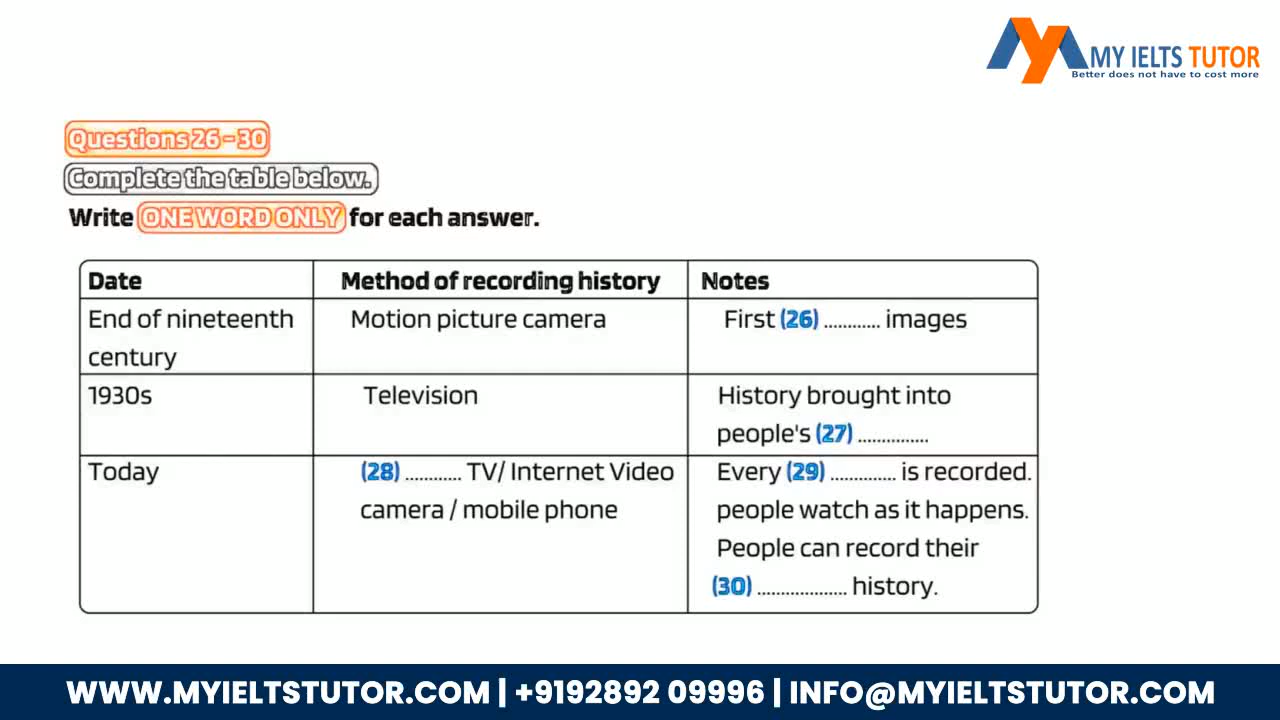 MY IELTS TUTOR
Better does not have to cost more
Questions 26 – 30
Complete the table below.
Write ONE WORD ONLY for each answer.
Date Method of recording history Notes
End of nineteenth century Motion picture camera First (26) ............ images
1930s Television History brought into people's (27) ...............
Today (28) ............ TV/ Internet Video camera / mobile phone Every (29) .............. is recorded. people watch as it happens. People can record their (30) ................... history.
WWW.MYIELTSTUTOR.COM | +9192892 09996 | INFO@MYIELTSTUTOR.COM